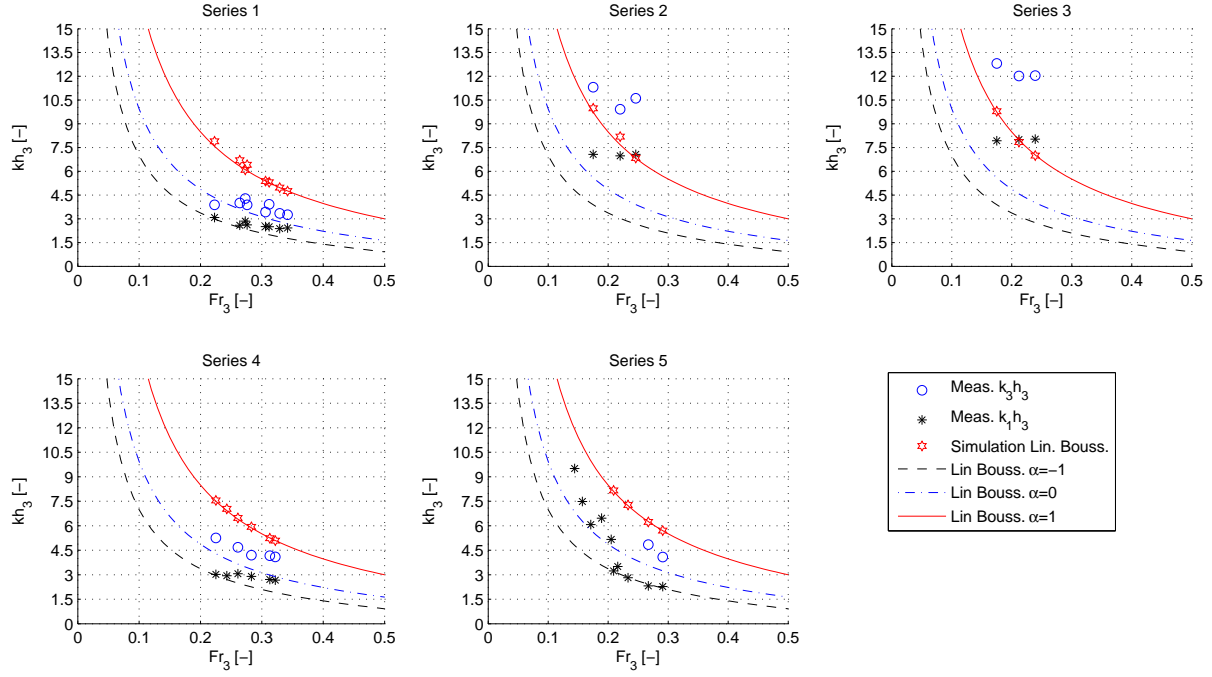 Series 1
15
13.5
12
10.5
9
7.5
6
4.5
3
1.5
0
kh₃ [−]
0 0.1 0.2 0.3 0.4 0.5
Fr₃ [−]
Series 2
15
13.5
12
10.5
9
7.5
6
4.5
3
1.5
0
kh₃ [−]
0 0.1 0.2 0.3 0.4 0.5
Fr₃ [−]
Series 3
15
13.5
12
10.5
9
7.5
6
4.5
3
1.5
0
kh₃ [−]
0 0.1 0.2 0.3 0.4 0.5
Fr₃ [−]
Series 4
15
13.5
12
10.5
9
7.5
6
4.5
3
1.5
0
kh₃ [−]
0 0.1 0.2 0.3 0.4 0.5
Fr₃ [−]
Series 5
15
13.5
12
10.5
9
7.5
6
4.5
3
1.5
0
kh₃ [−]
0 0.1 0.2 0.3 0.4 0.5
Fr₃ [−]
Meas. k₃h₃
Meas. k₁h₃
Simulation Lin. Bouss.
Lin Bouss. α=−1
Lin Bouss. α=0
Lin Bouss. α=1